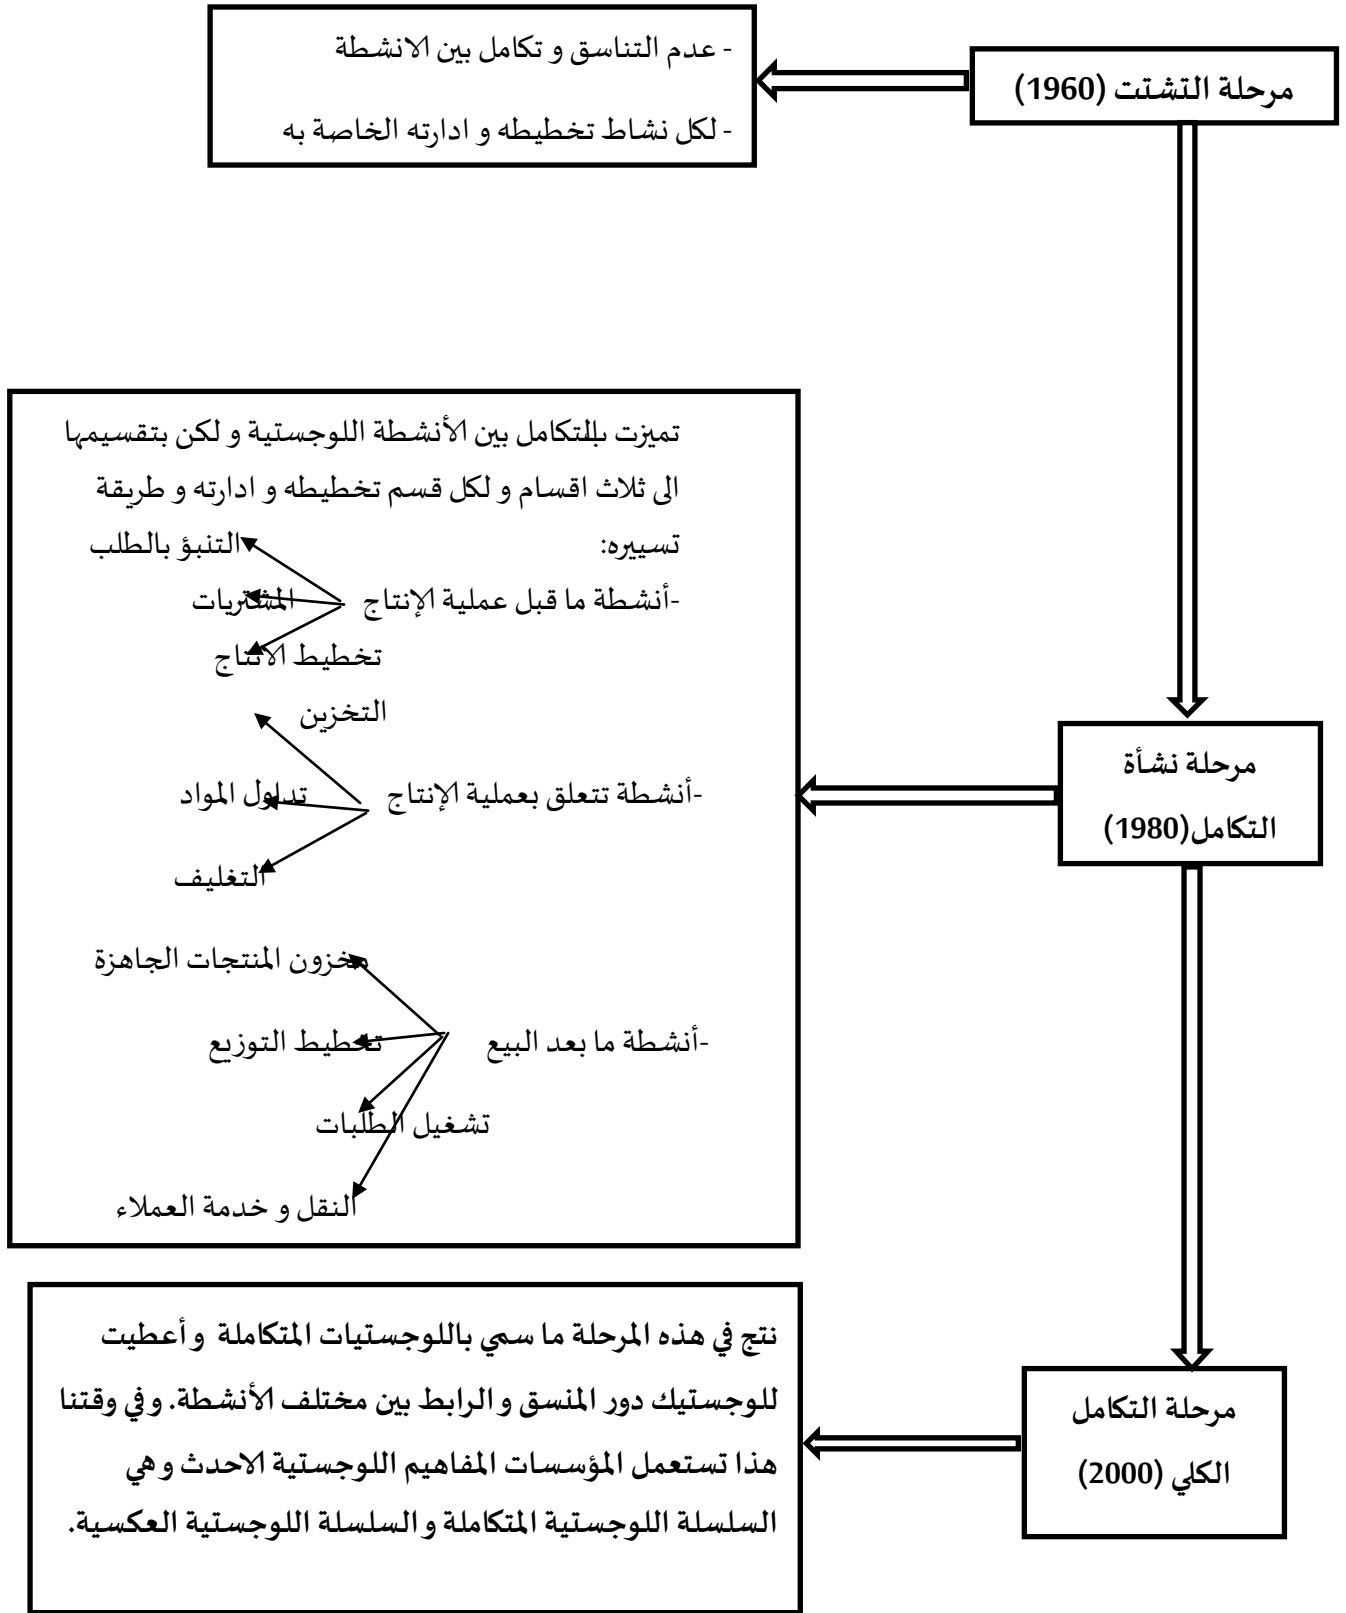 مرحلة التشتت (1960)
- عدم التناسق و تكامل بين الانشطة
- لكل نشاط تخطيطه و ادارته الخاصة به
مرحلة نشأة
التكامل(1980)
تميزت بالتكامل بين الأنشطة اللوجستية و لكن بتقسيمها
الى ثلاث اقسام و لكل قسم تخطيطه و ادارته و طريقة
تسييره:
التنبؤ بالطلب
-أنشطة ما قبل عملية الإنتاج
المشتريات
تخطيط الانتاج
التخزين
-أنشطة تتعلق بعملية الإنتاج
تداول المواد
التغليف
مخزون المنتجات الجاهزة
-أنشطة ما بعد البيع
تخطيط التوزيع
تشغيل الطلبات
النقل و خدمة العملاء
مرحلة التكامل
الكلي (2000)
نتج في هذه المرحلة ما سمي باللوجستيات المتكاملة و أعطيت
للوجستيك دور المنسق و الرابط بين مختلف الأنشطة. وفي وقتنا
هذا تستعمل المؤسسات المفاهيم اللوجستية الاحدث و هي
السلسلة اللوجستية المتكاملة و السلسلة اللوجستية العكسية.